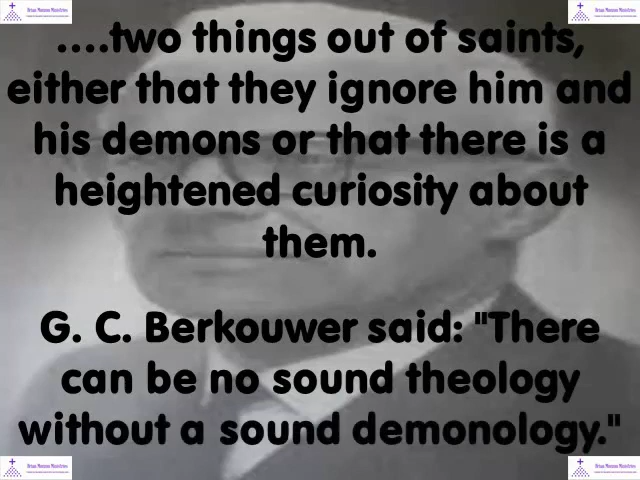 ....two things out of saints,
either that they ignore him and
his demons or that there is a
heightened curiosity about
them.
G. C. Berkouwer said: "There
can be no sound theology
without a sound demonology."